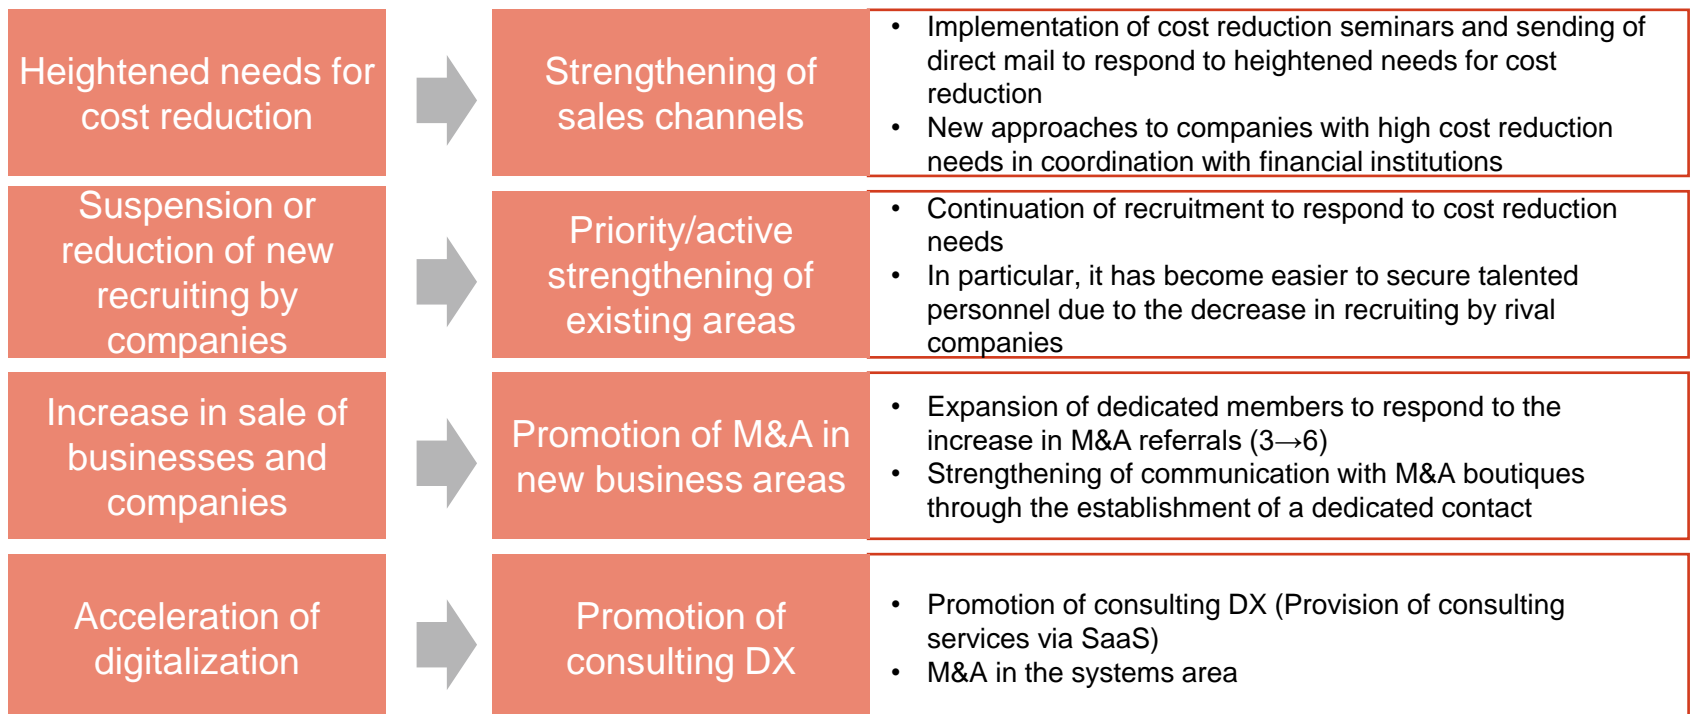 Heightened needs for
cost reduction
Strengthening of
sales channels
• Implementation of cost reduction seminars and sending of
direct mail to respond to heightened needs for cost
reduction
• New approaches to companies with high cost reduction
needs in coordination with financial institutions
Suspension or
reduction of new
recruiting by
companies
Priority/active
strengthening of
existing areas
• Continuation of recruitment to respond to cost reduction
needs
• In particular, it has become easier to secure talented
personnel due to the decrease in recruiting by rival
companies
Increase in sale of
businesses and
companies
Promotion of M&A in
new business areas
• Expansion of dedicated members to respond to the
increase in M&A referrals (3→6)
• Strengthening of communication with M&A boutiques
through the establishment of a dedicated contact
Acceleration of
digitalization
Promotion of
consulting DX
• Promotion of consulting DX (Provision of consulting
services via SaaS)
• M&A in the systems area